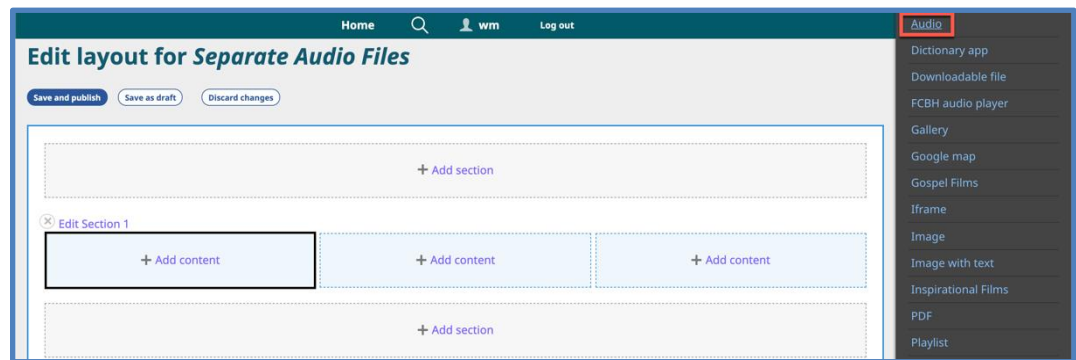 Home wm Log out
Edit layout for Separate Audio Files
Save and publish Save as draft Discard changes
+ Add section
Edit Section 1
+ Add content + Add content + Add content
+ Add section
Audio
Dictionary app
Downloadable file
FCBH audio player
Gallery
Google map
Gospel Films
Iframe
Image
Image with text
Inspirational Films
PDF
Playlist